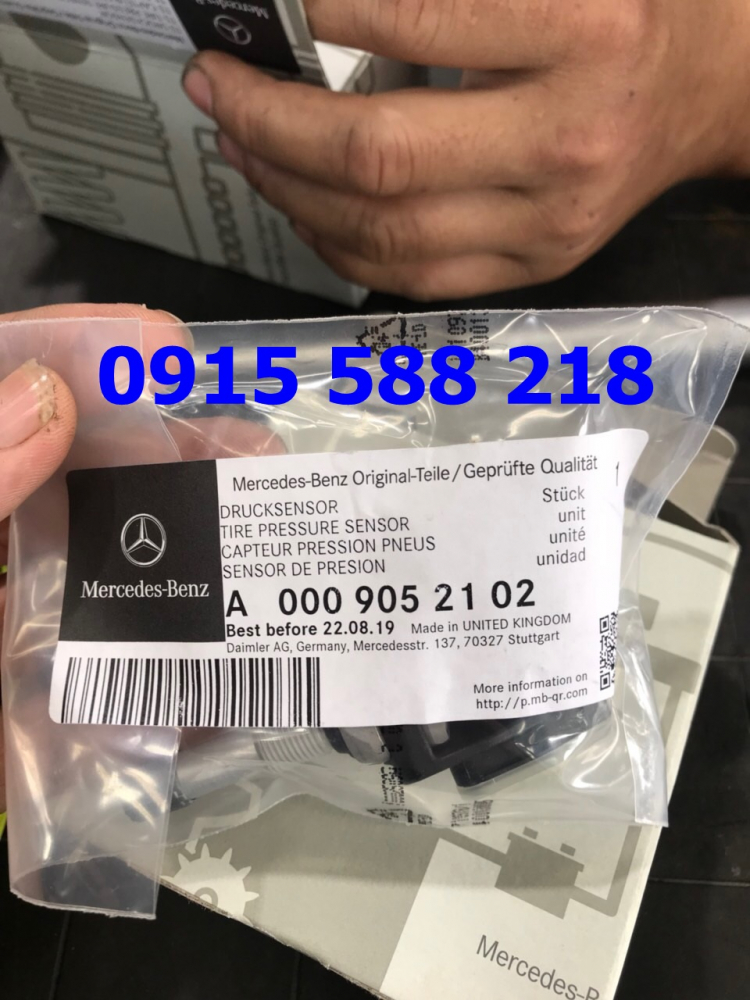 0915 588 218
Mercedes-Benz Original-Teile/Geprüfte Qualität
1
DRUCKSENSOR
Stück
TIRE PRESSURE SENSOR
unit
CAPTEUR PRESSION PNEUS
unité
SENSOR DE PRESION
unidad
Mercedes-Benz
A 000 905 21 02
Best before 22.08.19 Made in UNITED KINGDOM
Daimler AG, Germany, Mercedesstr. 137, 70327 Stuttgart
More information on
http://p.mb-qr.com